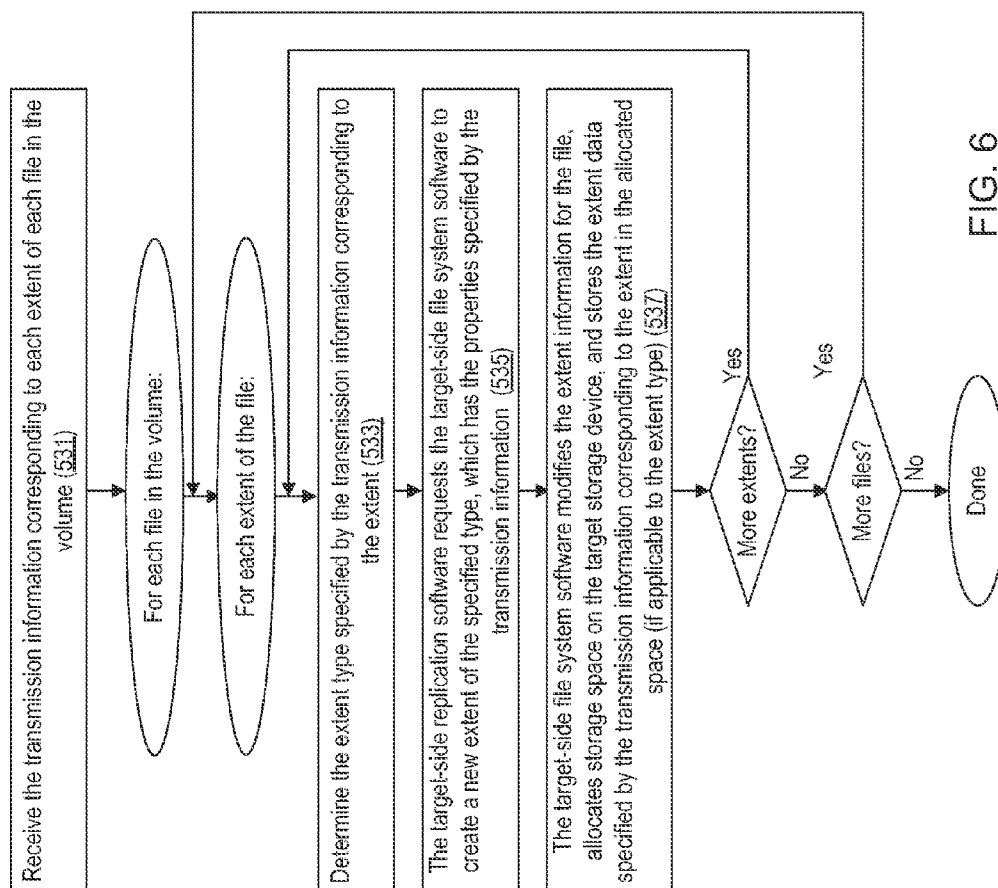 Receive the transmission information corresponding to each extent of each file in the
volume (531)
For each file in the volume:
For each extent of the file:
Determine the extent type specified by the transmission information corresponding to
the extent (533)
The target-side replication software requests the target-side file system software to
create a new extent of the specified type, which has the properties specified by the
transmission information (535)
The target-side file system software modifies the extent information for the file,
allocates storage space on the target storage device, and stores the extent data
specified by the transmission information corresponding to the extent in the allocated
space (if applicable to the extent type) (537)
More extents?
Yes
No
More files?
Yes
No
Done
FIG. 6